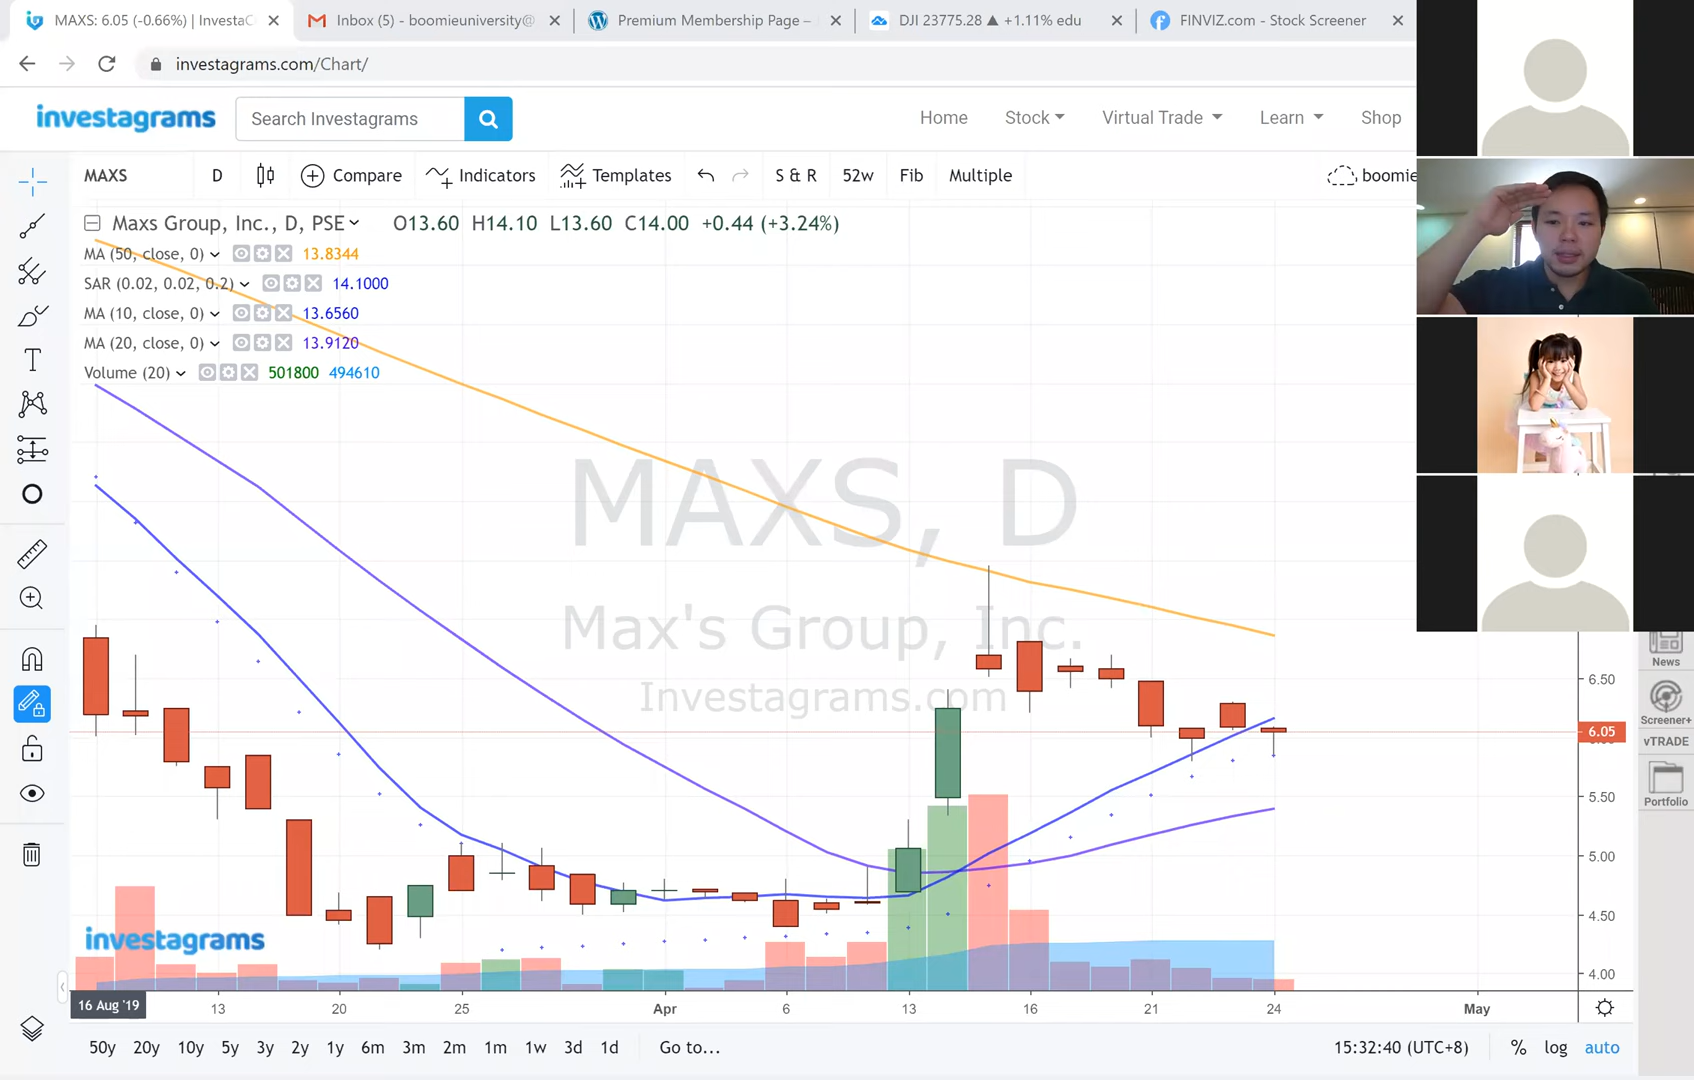 MAXS: 6.05 (-0.66%) | InvestaC
Inbox (5) - boomieuniversity@
Premium Membership Page –
DJI 23775.28 ▲ +1.11% edu
FINVIZ.com - Stock Screener
investagrams.com/Chart/
investagrams
Search Investagrams
Home
Stock
Virtual Trade
Learn
Shop
MAXS
D
Compare
Indicators
Templates
S & R
52w
Fib
Multiple
boomie
Maxs Group, Inc., D, PSE
O13.60 H14.10 L13.60 C14.00 +0.44 (+3.24%)
MA (50, close, 0) 13.8344
SAR (0.02, 0.02, 0.2) 14.1000
MA (10, close, 0) 13.6560
MA (20, close, 0) 13.9120
Volume (20) 501800 494610
MAXS, D
Max's Group, Inc.
Investagrams.com
News
Screener+
vTRADE
Portfolio
6.50
6.05
5.50
5.00
4.50
4.00
investagrams
16 Aug '19
13
20
25
Apr
6
13
16
21
24
May
50y 20y 10y 5y 3y 2y 1y 6m 3m 2m 1m 1w 3d 1d Go to...
15:32:40 (UTC+8) % log auto